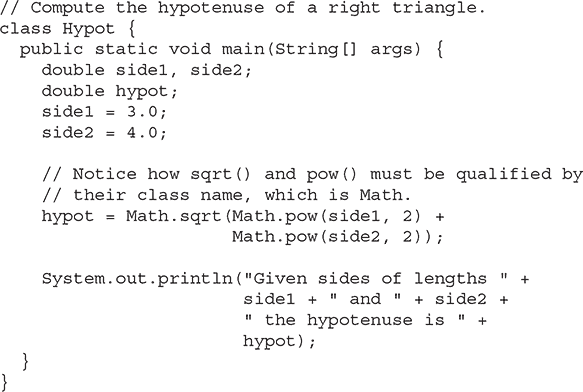 // Compute the hypotenuse of a right triangle.
class Hypot {
  public static void main(String[] args) {
    double side1, side2;
    double hypot;
    side1 = 3.0;
    side2 = 4.0;

    // Notice how sqrt() and pow() must be qualified by
    // their class name, which is Math.
    hypot = Math.sqrt(Math.pow(side1, 2) +
                      Math.pow(side2, 2));

    System.out.println("Given sides of lengths " +
                       side1 + " and " + side2 +
                       " the hypotenuse is " +
                       hypot);
  }
}